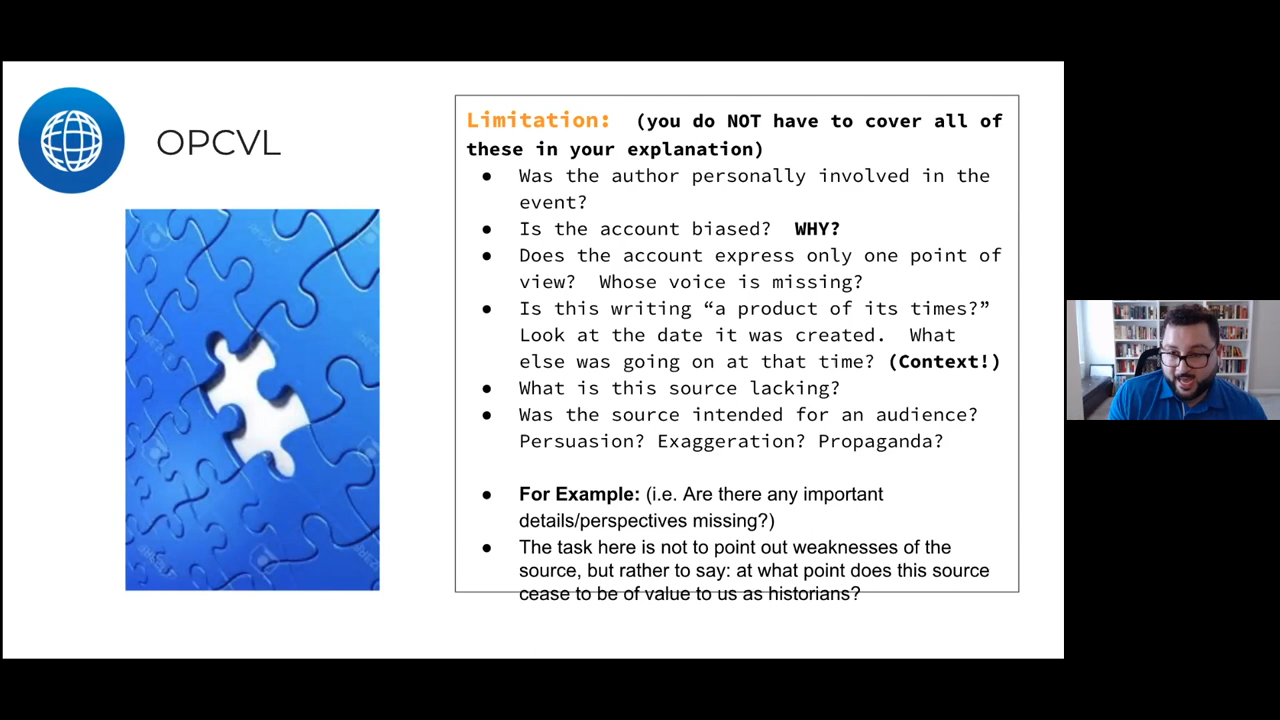 OPCVL
Limitation: (you do NOT have to cover all of
these in your explanation)
● Was the author personally involved in the
event?
● Is the account biased? WHY?
● Does the account express only one point of
view? Whose voice is missing?
● Is this writing “a product of its times?”
Look at the date it was created. What
else was going on at that time? (Context!)
● What is this source lacking?
● Was the source intended for an audience?
Persuasion? Exaggeration? Propaganda?
● For Example: (i.e. Are there any important
details/perspectives missing?)
● The task here is not to point out weaknesses of the
source, but rather to say: at what point does this source
cease to be of value to us as historians?